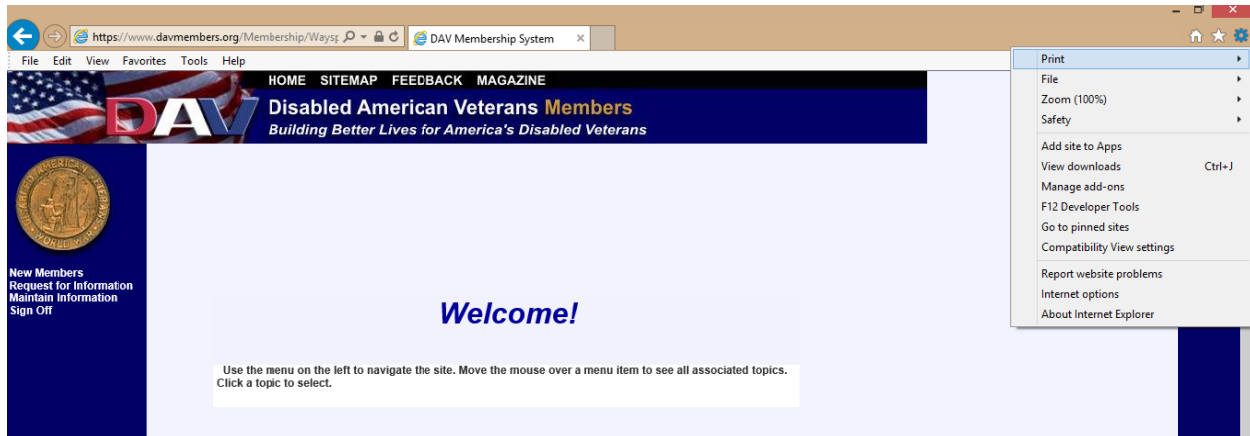 https://www.davmembers.org/Membership/Waysp
DAV Membership System
File Edit View Favorites Tools Help
HOME SITEMAP FEEDBACK MAGAZINE
DAV
Disabled American Veterans Members
Building Better Lives for America's Disabled Veterans
DISABLED AMERICAN VETERANS
WORLD WAR
New Members
Request for Information
Maintain Information
Sign Off
Welcome!
Use the menu on the left to navigate the site. Move the mouse over a menu item to see all associated topics.
Click a topic to select.
Print
File
Zoom (100%)
Safety
Add site to Apps
View downloads Ctrl+J
Manage add-ons
F12 Developer Tools
Go to pinned sites
Compatibility View settings
Report website problems
Internet options
About Internet Explorer